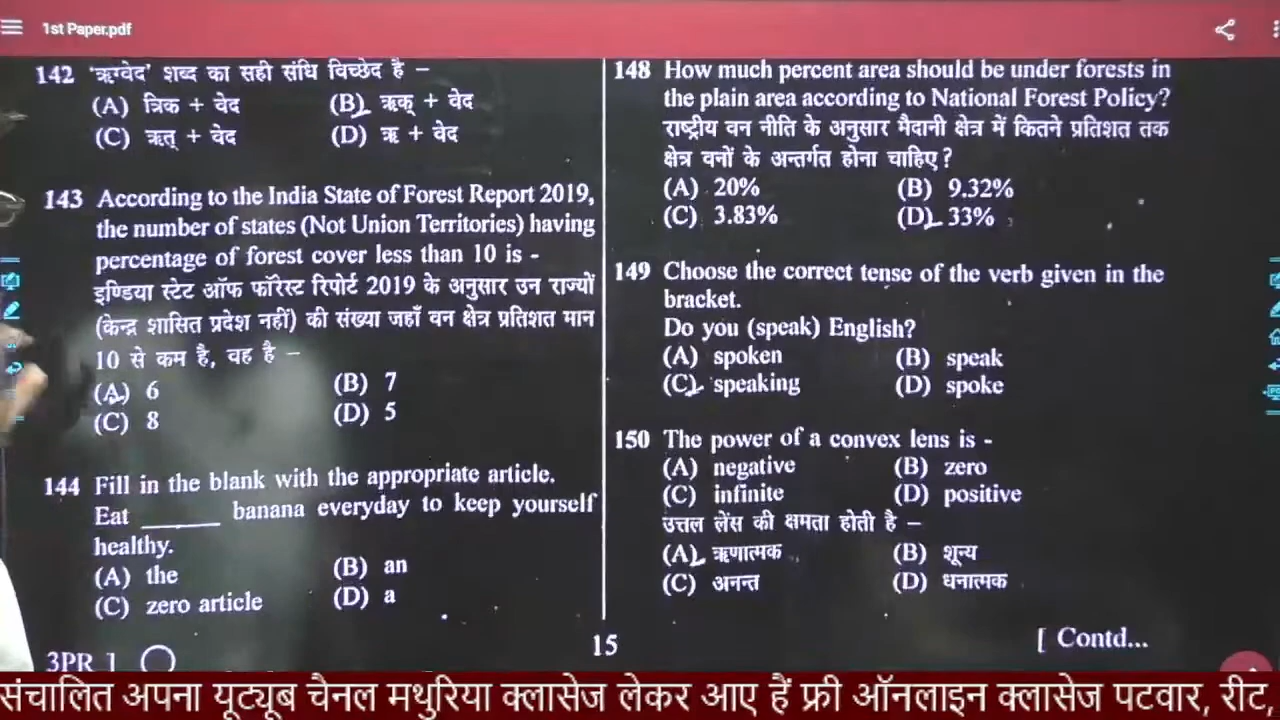 1st Paper.pdf
142 'ऋग्वेद' शब्द का सही संधि विच्छेद है –
(A) त्रिक + वेद (B) ऋक् + वेद
(C) ऋत् + वेद (D) ऋ + वेद
143 According to the India State of Forest Report 2019,
the number of states (Not Union Territories) having
percentage of forest cover less than 10 is -
इण्डिया स्टेट ऑफ फॉरेस्ट रिपोर्ट 2019 के अनुसार उन राज्यों
(केन्द्र शासित प्रदेश नहीं) की संख्या जहाँ वन क्षेत्र प्रतिशत मान
10 से कम है, वह है –
(A) 6 (B) 7
(C) 8 (D) 5
144 Fill in the blank with the appropriate article.
Eat ______ banana everyday to keep yourself
healthy.
(A) the (B) an
(C) zero article (D) a
3PR_1
148 How much percent area should be under forests in
the plain area according to National Forest Policy?
राष्ट्रीय वन नीति के अनुसार मैदानी क्षेत्र में कितने प्रतिशत तक
क्षेत्र वनों के अन्तर्गत होना चाहिए ?
(A) 20% (B) 9.32%
(C) 3.83% (D) 33%
149 Choose the correct tense of the verb given in the
bracket.
Do you (speak) English?
(A) spoken (B) speak
(C) speaking (D) spoke
150 The power of a convex lens is -
(A) negative (B) zero
(C) infinite (D) positive
उत्तल लेंस की क्षमता होती है –
(A) ऋणात्मक (B) शून्य
(C) अनन्त (D) धनात्मक
15
[ Contd...
संचालित अपना यूट्यूब चैनल मथुरिया क्लासेज लेकर आए हैं फ्री ऑनलाइन क्लासेज पटवार, रीट,